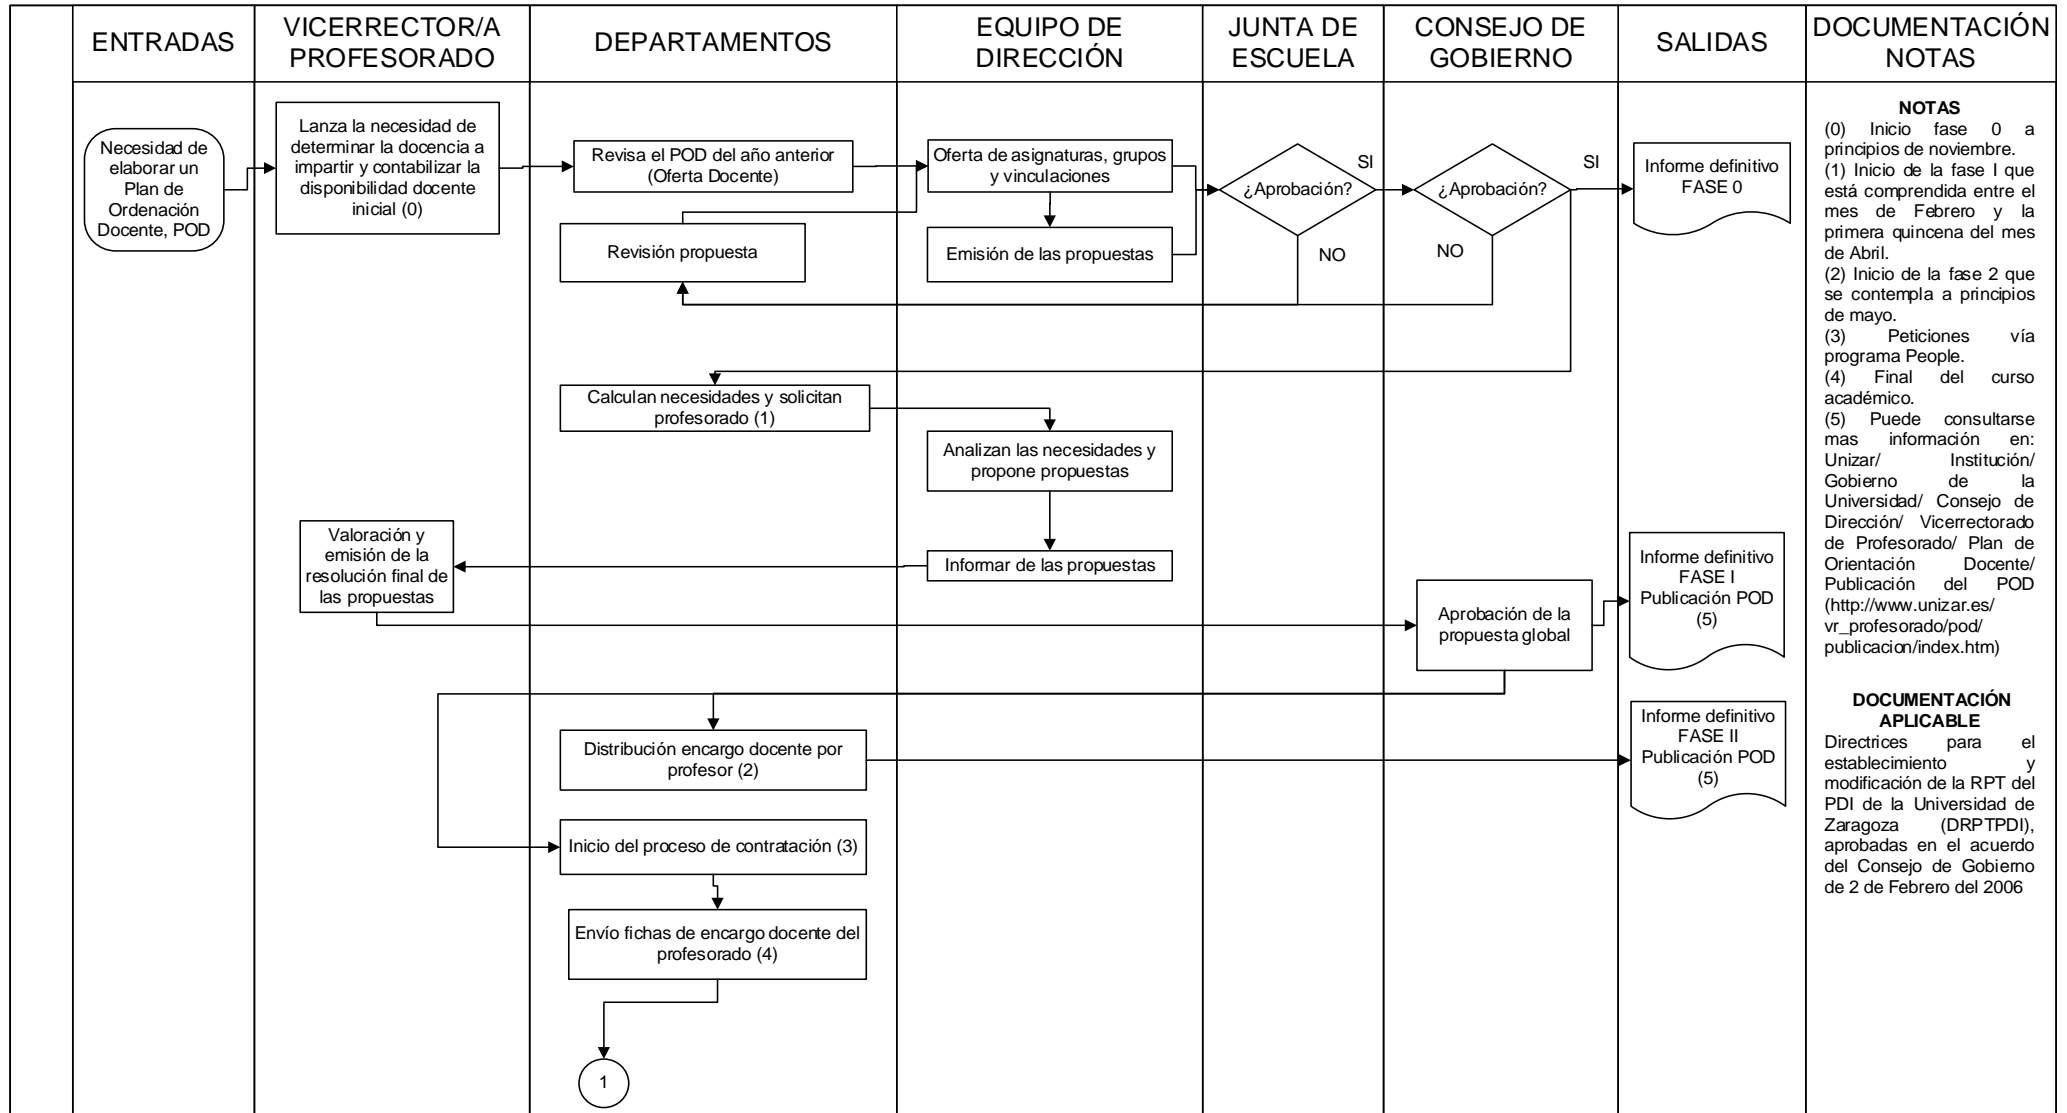 ENTRADAS
VICERRECTOR/A
PROFESORADO
DEPARTAMENTOS
EQUIPO DE
DIRECCIÓN
JUNTA DE
ESCUELA
CONSEJO DE
GOBIERNO
SALIDAS
DOCUMENTACIÓN
NOTAS
Necesidad de
elaborar un
Plan de
Ordenación
Docente, POD
Lanza la necesidad de
determinar la docencia a
impartir y contabilizar la
disponibilidad docente
inicial (0)
Revisa el POD del año anterior
(Oferta Docente)
Oferta de asignaturas, grupos
y vinculaciones
¿Aprobación?
SI
¿Aprobación?
SI
Informe definitivo
FASE 0
Revisión propuesta
Emisión de las propuestas
NO
NO
Calculan necesidades y solicitan
profesorado (1)
Analizan las necesidades y
propone propuestas
Valoración y
emisión de la
resolución final de
las propuestas
Informar de las propuestas
Aprobación de la
propuesta global
Informe definitivo
FASE I
Publicación POD
(5)
Distribución encargo docente por
profesor (2)
Informe definitivo
FASE II
Publicación POD
(5)
Inicio del proceso de contratación (3)
Envío fichas de encargo docente del
profesorado (4)
1
NOTAS
(0) Inicio fase 0 a
principios de noviembre.
(1) Inicio de la fase I que
está comprendida entre el
mes de Febrero y la
primera quincena del mes
de Abril.
(2) Inicio de la fase 2 que
se contempla a principios
de mayo.
(3) Peticiones vía
programa People.
(4) Final del curso
académico.
(5) Puede consultarse
mas información en:
Unizar/ Institución/
Gobierno de la
Universidad/ Consejo de
Dirección/ Vicerrectorado
de Profesorado/ Plan de
Orientación Docente/
Publicación del POD
(http://www.unizar.es/
vr_profesorado/pod/
publicacion/index.htm)
DOCUMENTACIÓN
APLICABLE
Directrices para el
establecimiento y
modificación de la RPT del
PDI de la Universidad de
Zaragoza (DRPTPDI),
aprobadas en el acuerdo
del Consejo de Gobierno
de 2 de Febrero del 2006